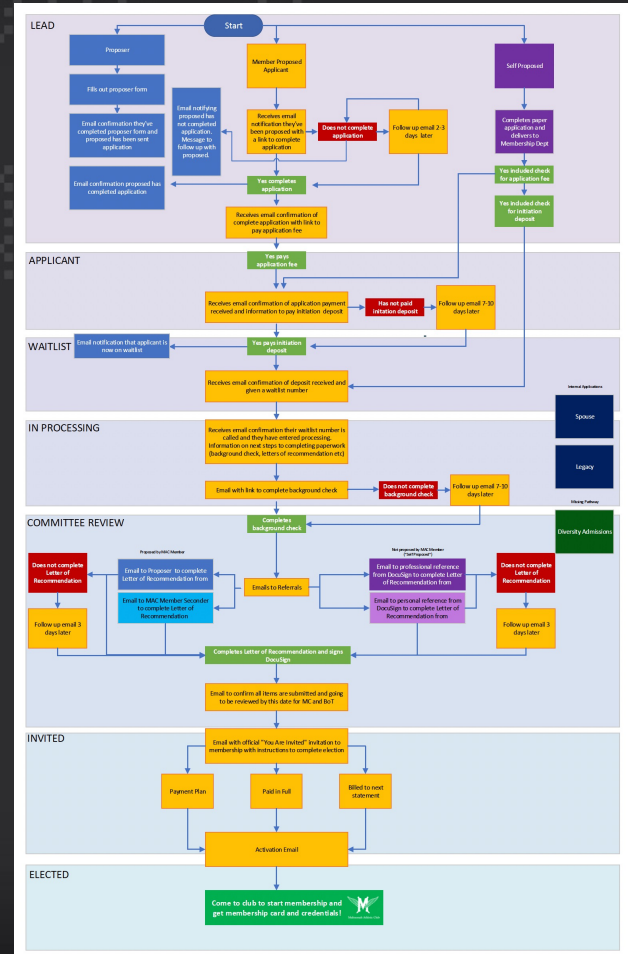 LEAD
Start
Proposer
Fills out proposer form
Email confirmation they've
completed proposer form and
proposed has been sent
application
Email notifying
proposed has
not completed
application.
Message to
follow up with
proposed.
Email confirmation proposed has
completed application
Member Proposed
Applicant
Receives email
notification they've
been proposed with
a link to complete
application
Does not complete
application
Follow up email 2-3
days later
Yes completes
application
Receives email confirmation of
complete application with link to
pay application fee
Self Proposed
Completes paper
application and
delivers to
Membership Dept
Yes included check
for application fee
Yes included check
for initiation
deposit
Yes pays
application fee
APPLICANT
Receives email confirmation of application payment
received and information to pay initiation deposit
Has not paid
initation deposit
Follow up email 7-10
days later
WAITLIST
Email notification that applicant is
now on waitlist
Yes pays initiation
deposit
Receives email confirmation of deposit received and
given a waitlist number
Internal Applications
Spouse
Legacy
Missing Pathway
Diversity Admissions
IN PROCESSING
Receives email confirmation their waitlist number is
called and they have entered processing.
Information on next steps to completing paperwork
(background check, letters of recommendation etc)
Email with link to complete background check
Does not complete
background check
Follow up email 7-10
days later
COMMITTEE REVIEW
Completes
background check
Proposed by MAC Member
Not proposed by MAC Member
("Self Proposed")
Does not complete
Letter of
Recommendation
Email to Proposer to complete
Letter of Recommendation from
Email to MAC Member Seconder
to complete Letter of
Recommendation
Emails to Referrals
Email to professional reference
from DocuSign to complete Letter
of Recommendation from
Email to personal reference from
DocuSign to complete Letter of
Recommendation from
Does not complete
Letter of
Recommendation
Follow up email 3
days later
Follow up email 3
days later
Completes Letter of Recommendation and signs
DocuSign
Email to confirm all items are submitted and going
to be reviewed by this date for MC and BoT
INVITED
Email with official "You Are Invited" invitation to
membership with instructions to complete election
Payment Plan
Paid in Full
Billed to next
statement
Activation Email
ELECTED
Come to club to start membership and
get membership card and credentials!
M